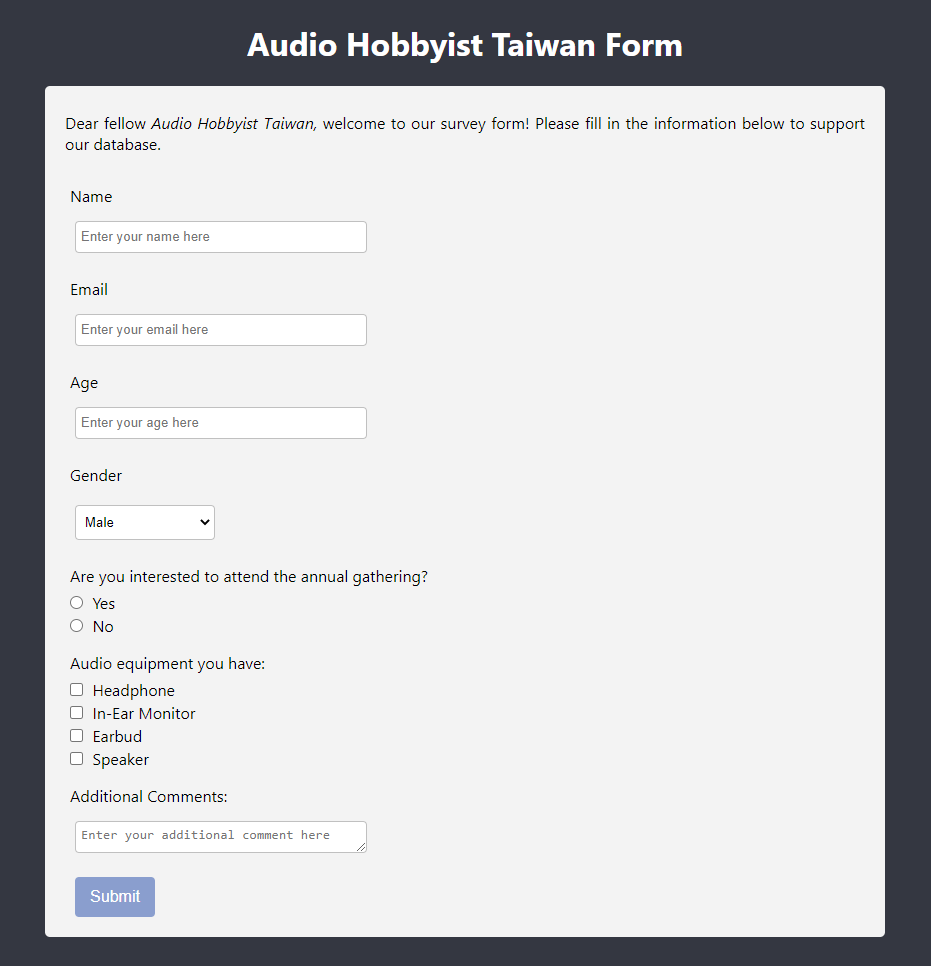 Audio Hobbyist Taiwan Form
Dear fellow Audio Hobbyist Taiwan, welcome to our survey form! Please fill in the information below to support
our database.
Name
Enter your name here
Email
Enter your email here
Age
Enter your age here
Gender
Male
Are you interested to attend the annual gathering?
Yes
No
Audio equipment you have:
Headphone
In-Ear Monitor
Earbud
Speaker
Additional Comments:
Enter your additional comment here
Submit